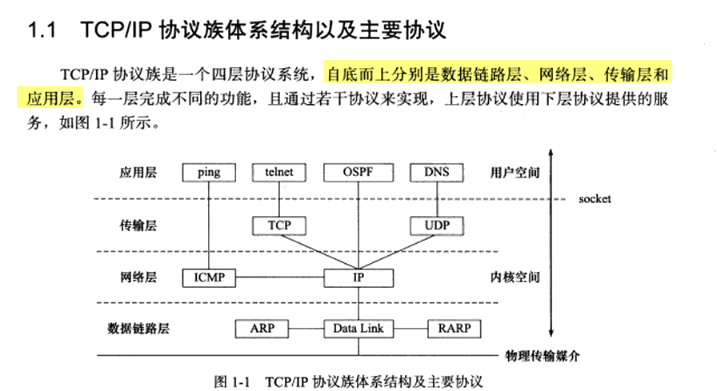 1.1 TCP/IP 协议族体系结构以及主要协议
TCP/IP 协议族是一个四层协议系统，自底而上分别是数据链路层、网络层、传输层和
应用层。每一层完成不同的功能，且通过若干协议来实现，上层协议使用下层协议提供的服
务，如图 1-1 所示。
应用层 ping telnet OSPF DNS 用户空间
socket
传输层 TCP UDP
网络层 ICMP IP 内核空间
数据链路层 ARP Data Link RARP
物理传输媒介
图 1-1 TCP/IP 协议族体系结构及主要协议